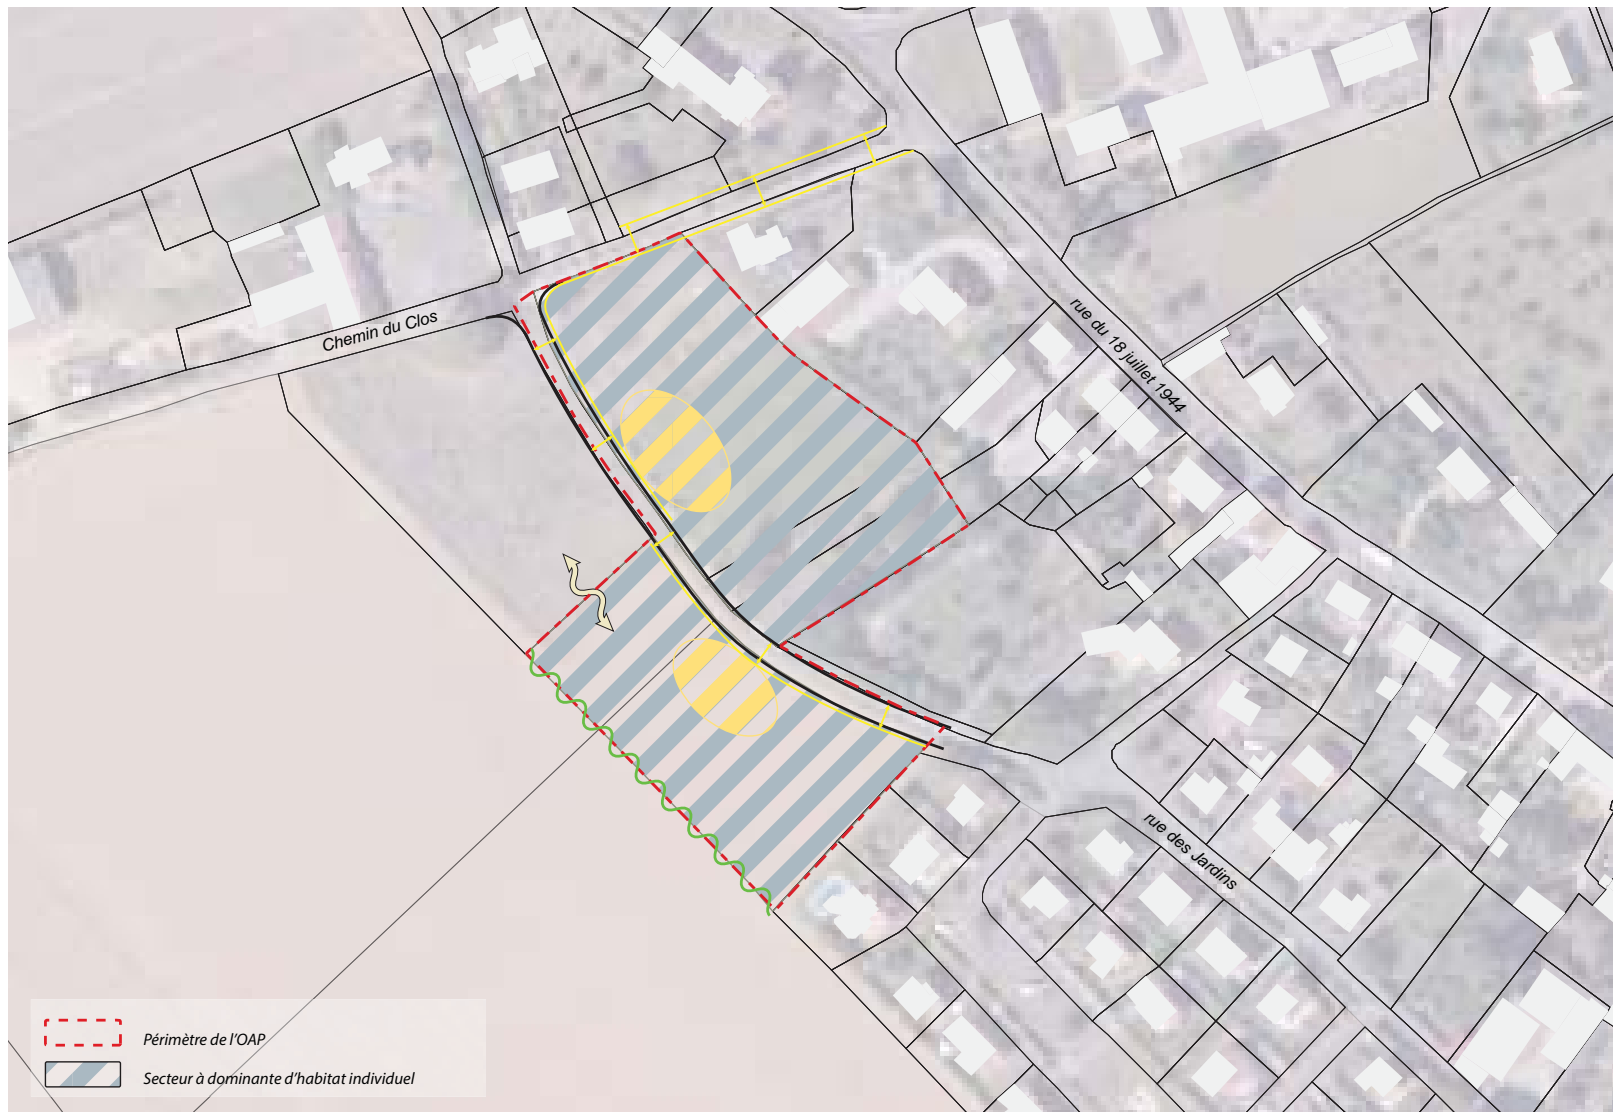 Chemin du Clos
rue du 18 juillet 1944
rue des Jardins
Périmètre de l'OAP
Secteur à dominante d'habitat individuel